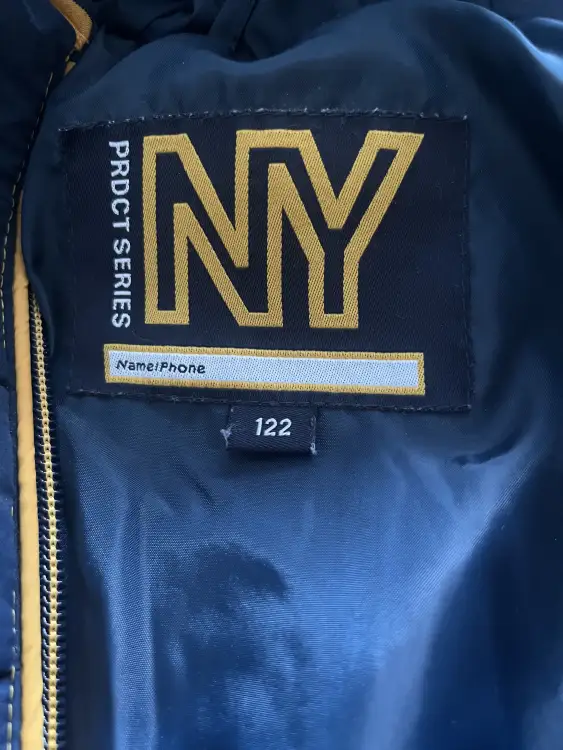 PRDCT SERIES
NY
Name/Phone
122